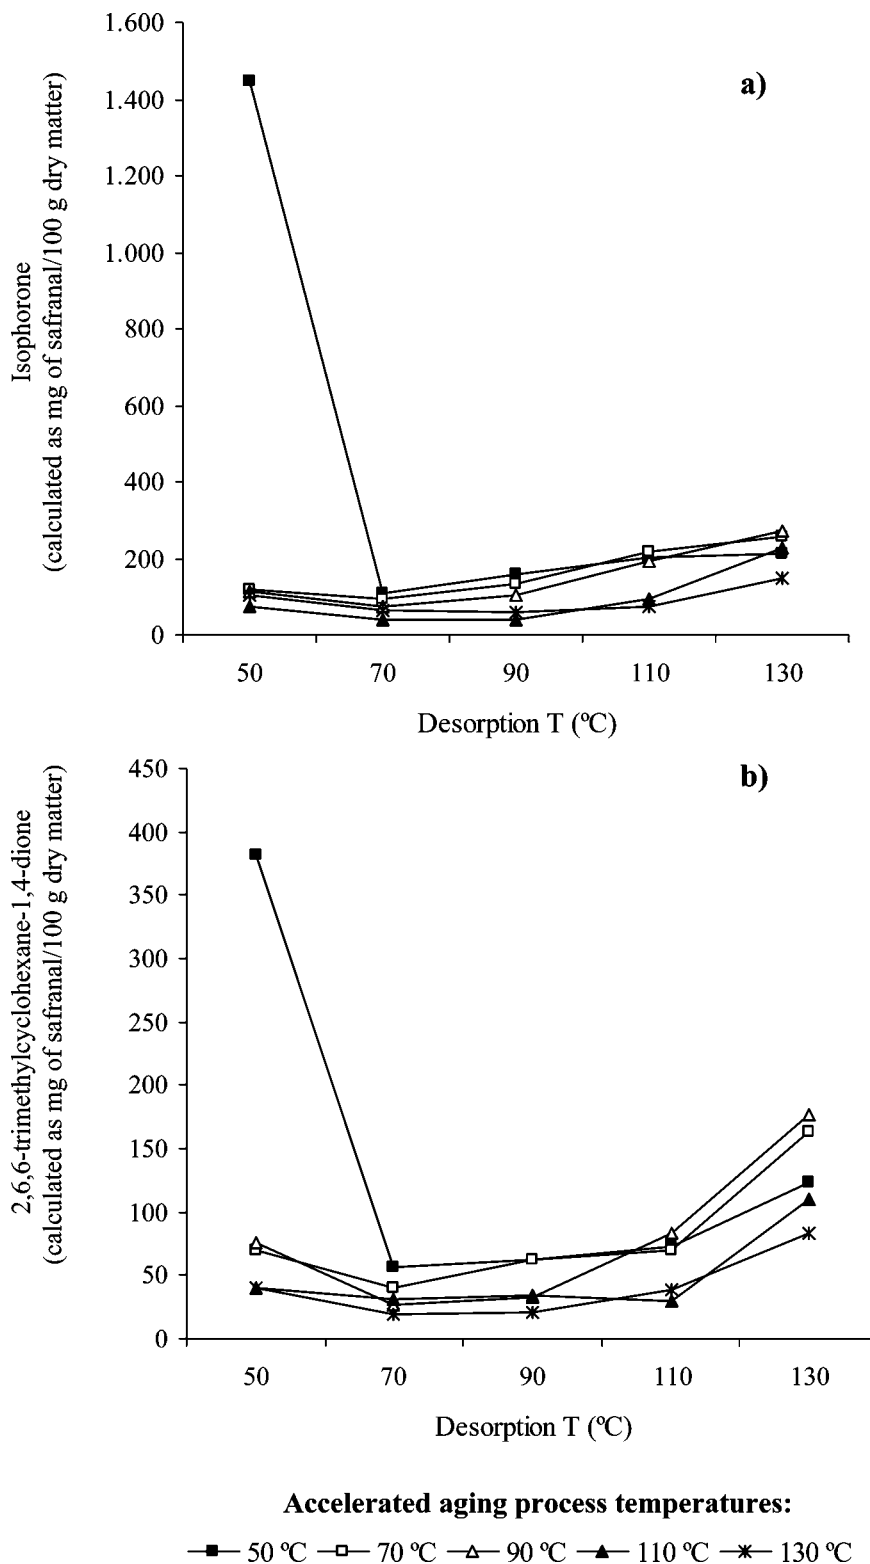 a)
Isophorone
(calculated as mg of safranal/100 g dry matter)
1.600
1.400
1.200
1.000
800
600
400
200
0
50 70 90 110 130
Desorption T (ºC)
b)
2,6,6-trimethylcyclohexane-1,4-dione
(calculated as mg of safranal/100 g dry matter)
450
400
350
300
250
200
150
100
50
0
50 70 90 110 130
Desorption T (ºC)
Accelerated aging process temperatures:
50 ºC 70 ºC 90 ºC 110 ºC 130 ºC